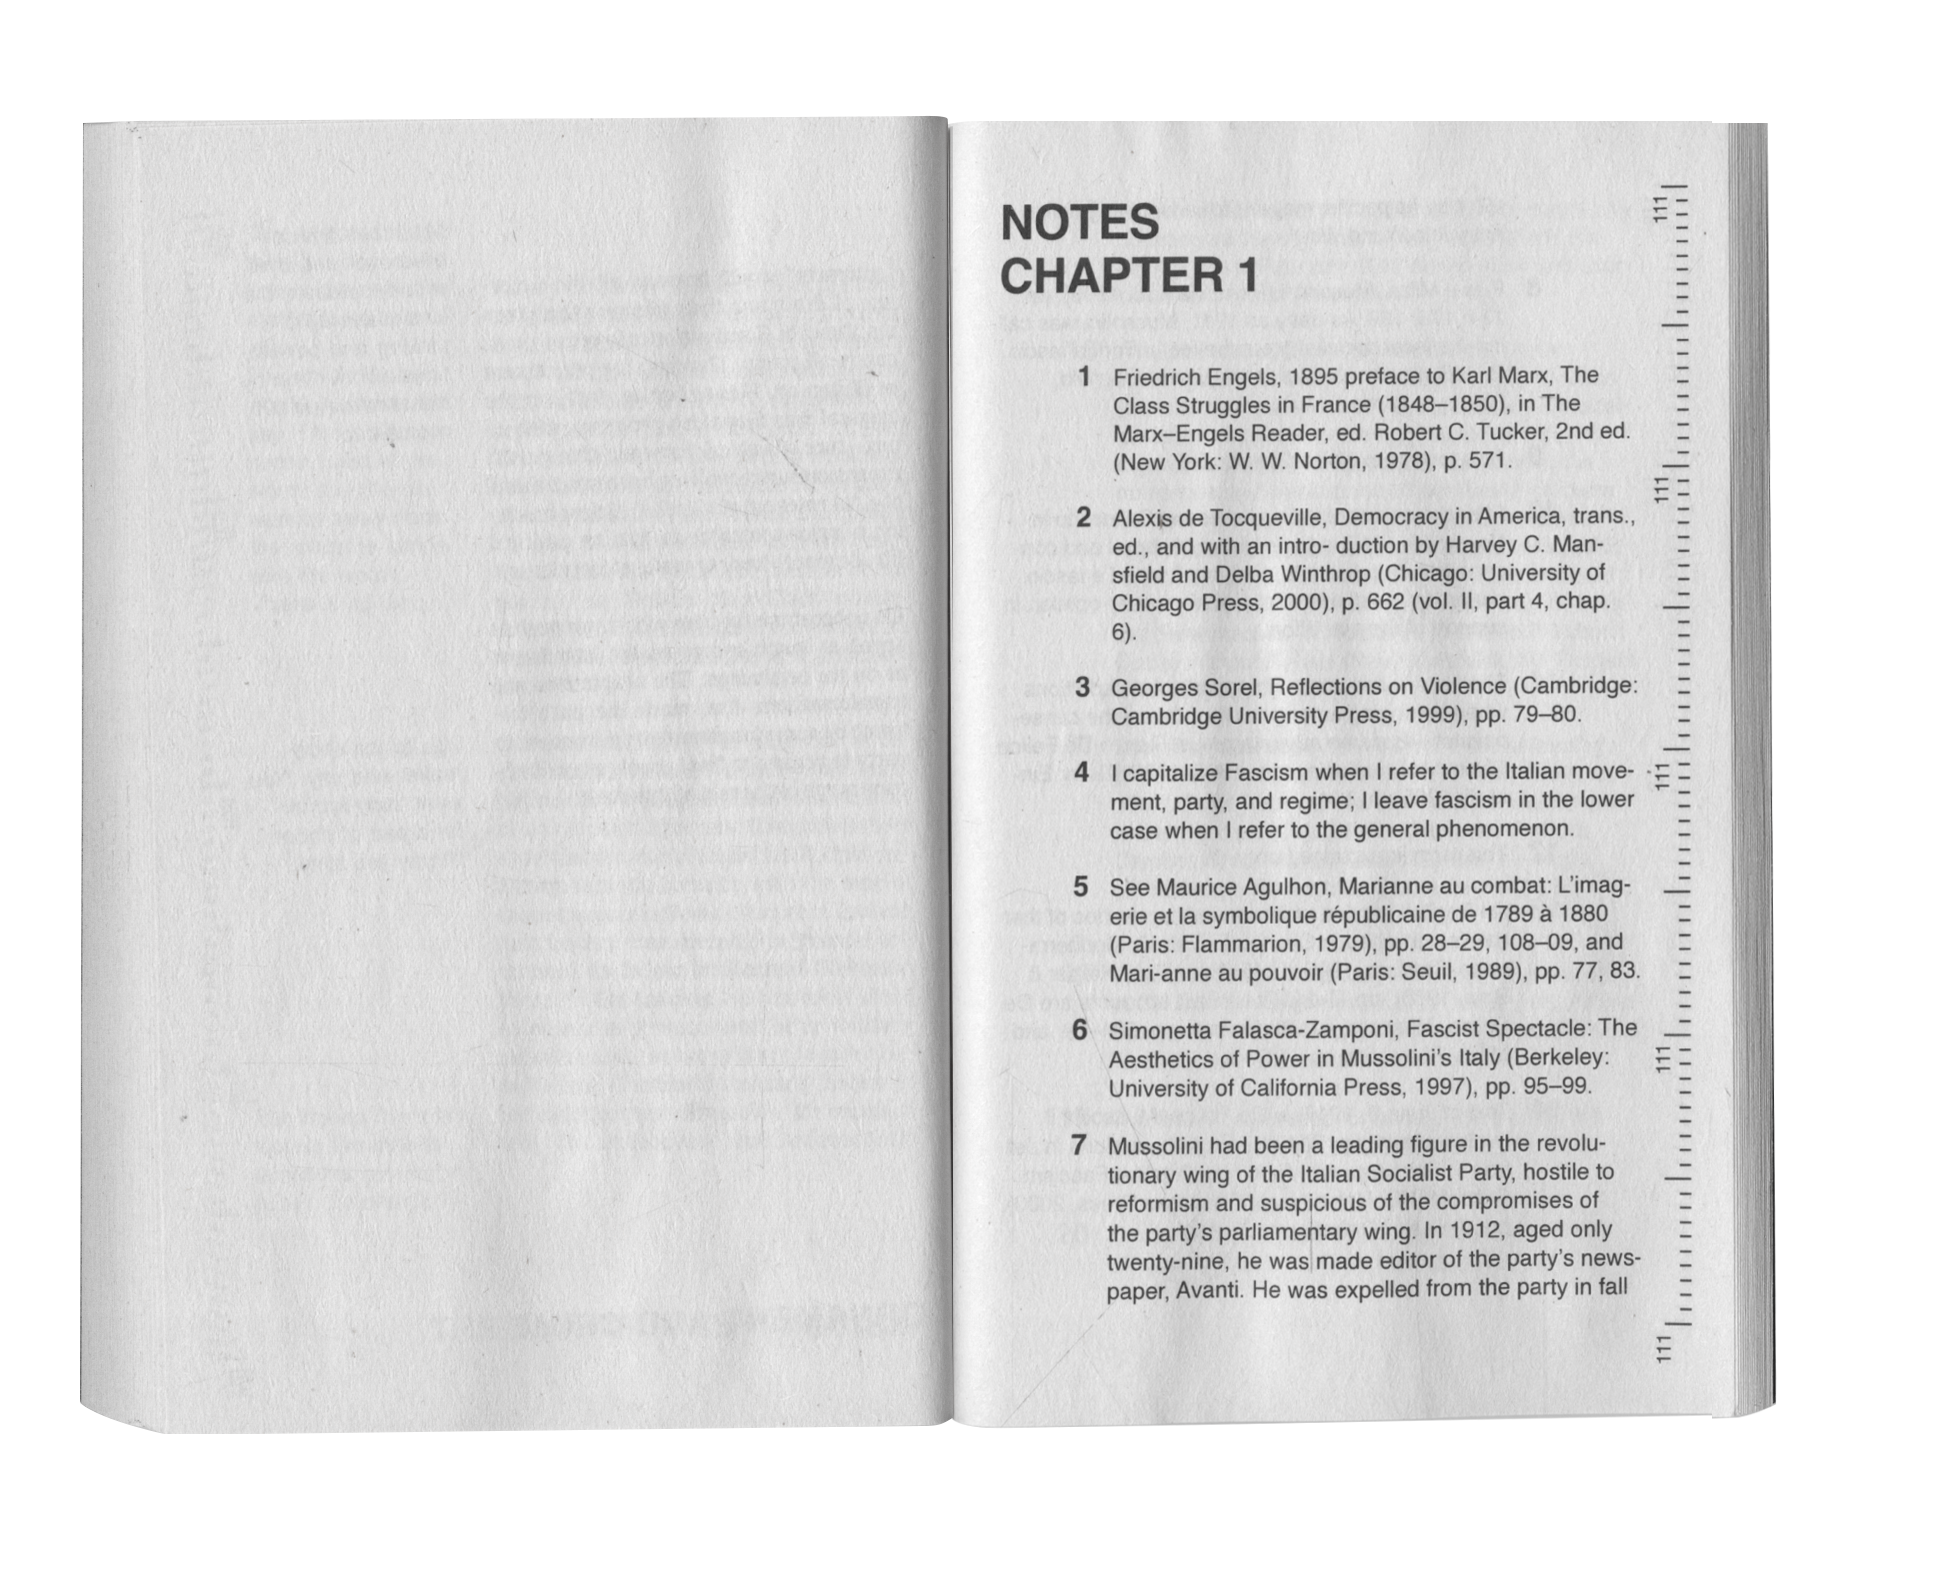 NOTES
CHAPTER 1
1 Friedrich Engels, 1895 preface to Karl Marx, The
Class Struggles in France (1848–1850), in The
Marx–Engels Reader, ed. Robert C. Tucker, 2nd ed.
(New York: W. W. Norton, 1978), p. 571.
2 Alexis de Tocqueville, Democracy in America, trans.,
ed., and with an intro- duction by Harvey C. Man-
sfield and Delba Winthrop (Chicago: University of
Chicago Press, 2000), p. 662 (vol. II, part 4, chap.
6).
3 Georges Sorel, Reflections on Violence (Cambridge:
Cambridge University Press, 1999), pp. 79–80.
4 I capitalize Fascism when I refer to the Italian move-
ment, party, and regime; I leave fascism in the lower
case when I refer to the general phenomenon.
5 See Maurice Agulhon, Marianne au combat: L'imag-
erie et la symbolique républicaine de 1789 à 1880
(Paris: Flammarion, 1979), pp. 28–29, 108–09, and
Mari-anne au pouvoir (Paris: Seuil, 1989), pp. 77, 83.
6 Simonetta Falasca-Zamponi, Fascist Spectacle: The
Aesthetics of Power in Mussolini's Italy (Berkeley:
University of California Press, 1997), pp. 95–99.
7 Mussolini had been a leading figure in the revolu-
tionary wing of the Italian Socialist Party, hostile to
reformism and suspicious of the compromises of
the party's parliamentary wing. In 1912, aged only
twenty-nine, he was made editor of the party's news-
paper, Avanti. He was expelled from the party in fall
111
111
111
111
111